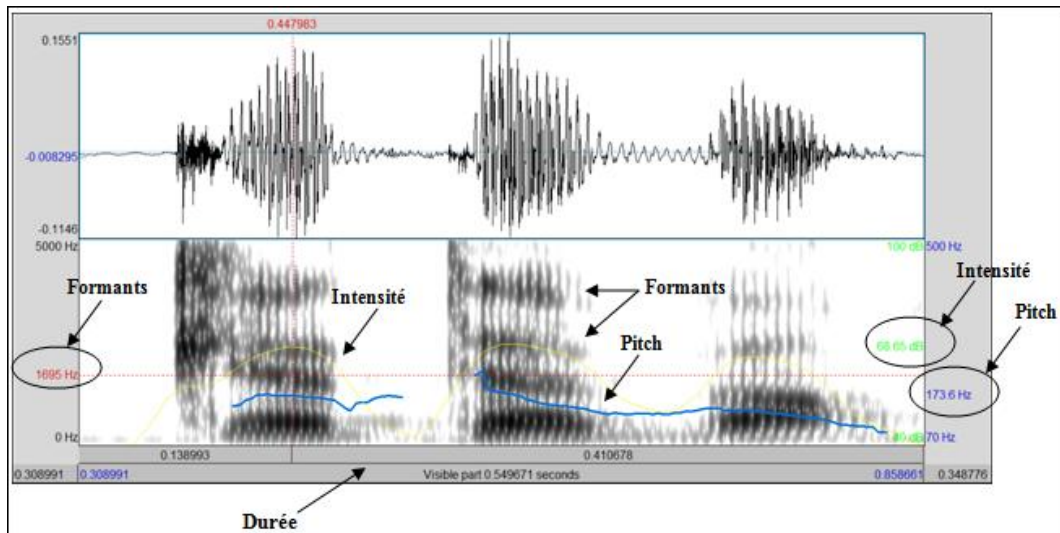 0.447983
0.1551
-0.008295
-0.1146
5000 Hz
100 dB
500 Hz
Formants
Intensité
Formants
Intensité
Pitch
Pitch
68.65 dB
1695 Hz
173.6 Hz
0 Hz
70 Hz
0.138993
0.410678
0.308991
0.308991
Visible part 0.549671 seconds
0.858661
0.348776
Durée